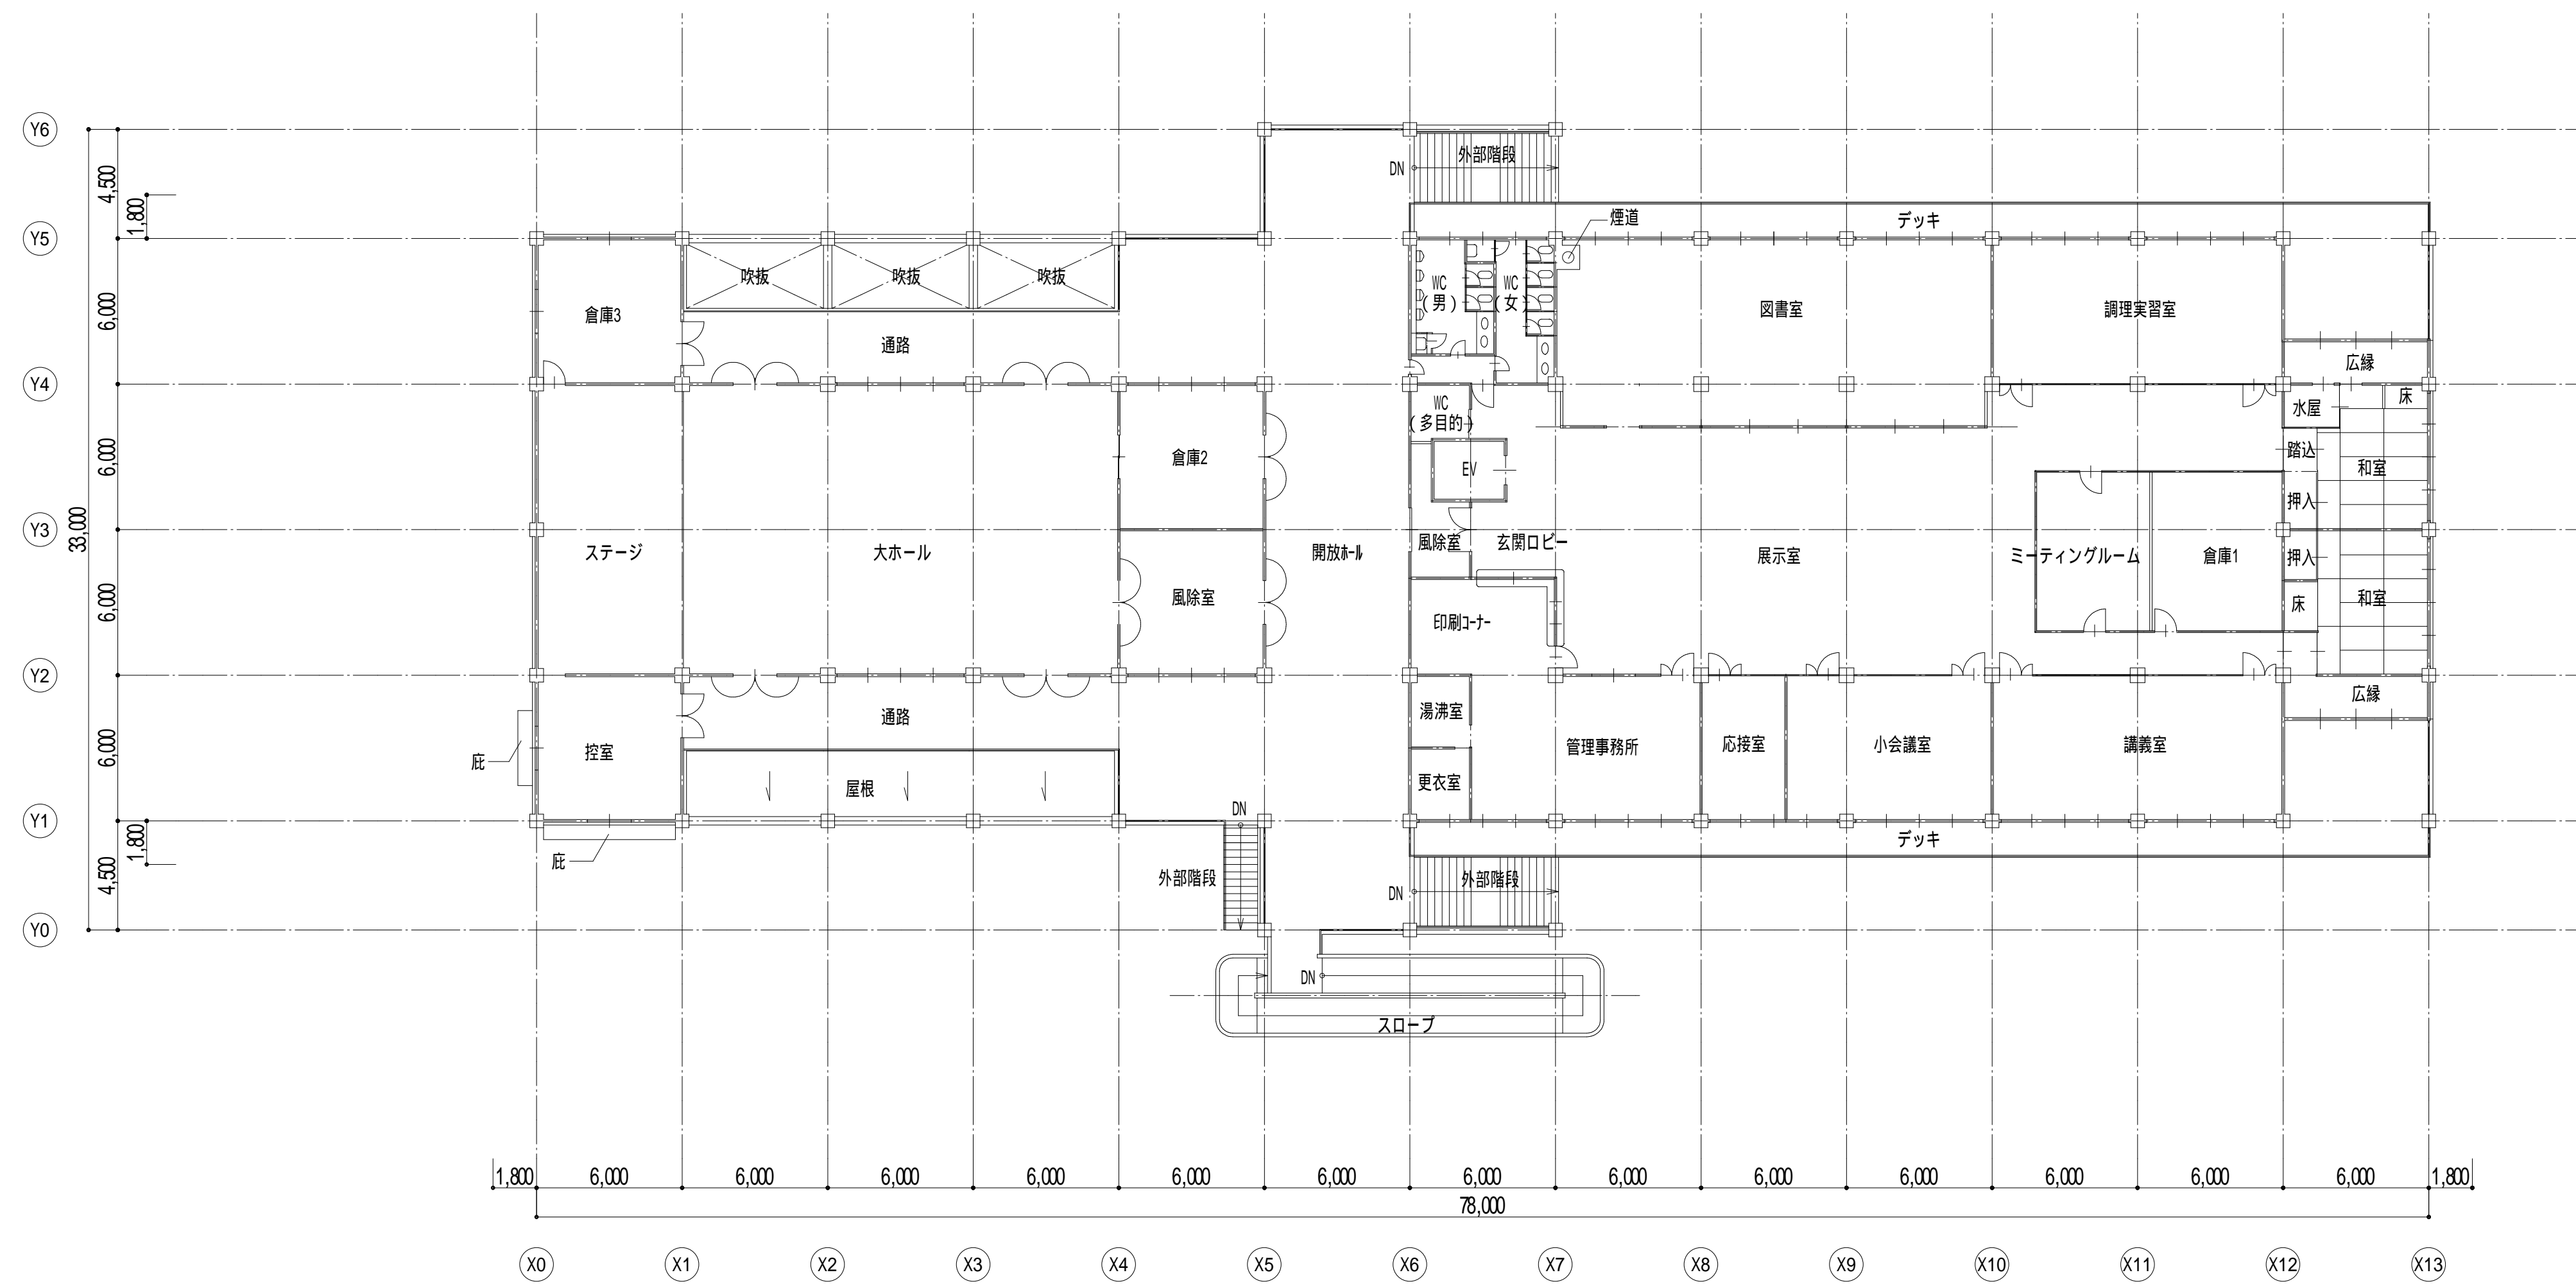 Y6
外部階段
DN
4,500
1,800
煙道
デッキ
Y5
吹抜
吹抜
吹抜
WC
(男)
WC
(女)
倉庫3
6,000
図書室
調理実習室
通路
広縁
Y4
床
WC
(多目的)
水屋
踏込
6,000
倉庫2
EV
和室
押入
33,000
Y3
ステージ
大ホール
開放ホール
風除室
玄関ロビー
展示室
ミーティングルーム
倉庫1
押入
6,000
風除室
床
和室
印刷コーナー
Y2
広縁
通路
湯沸室
6,000
控室
管理事務所
応接室
小会議室
講義室
庇
屋根
更衣室
DN
Y1
1,800
デッキ
庇
4,500
外部階段
外部階段
DN
Y0
DN
スロープ
1,800
6,000
6,000
6,000
6,000
6,000
6,000
6,000
6,000
6,000
6,000
6,000
6,000
6,000
1,800
78,000
X0
X1
X2
X3
X4
X5
X6
X7
X8
X9
X10
X11
X12
X13